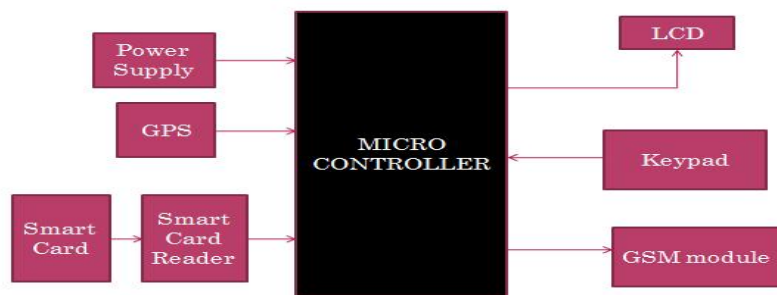 Power
Supply
GPS
Smart
Card
Smart
Card
Reader
MICRO
CONTROLLER
LCD
Keypad
GSM module